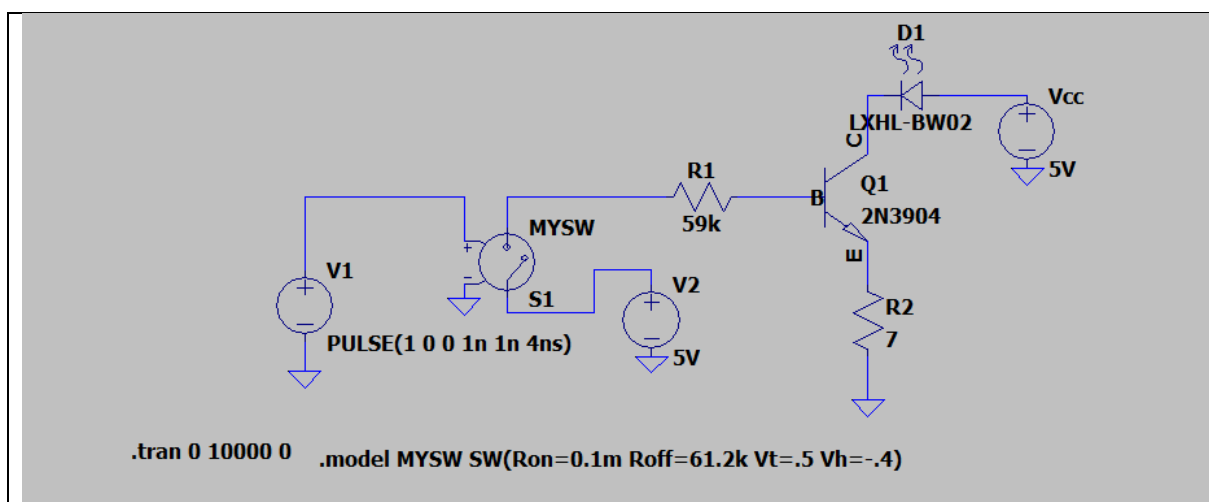 D1
VCC
LXHL-BW02
C
5V
R1
B
Q1
59k
2N3904
MYSW
E
V1
S1
V2
R2
7
PULSE(1 0 0 1n 1n 4ns)
5V
.tran 0 10000 0
.model MYSW SW(Ron=0.1m Roff=61.2k Vt=.5 Vh=-.4)